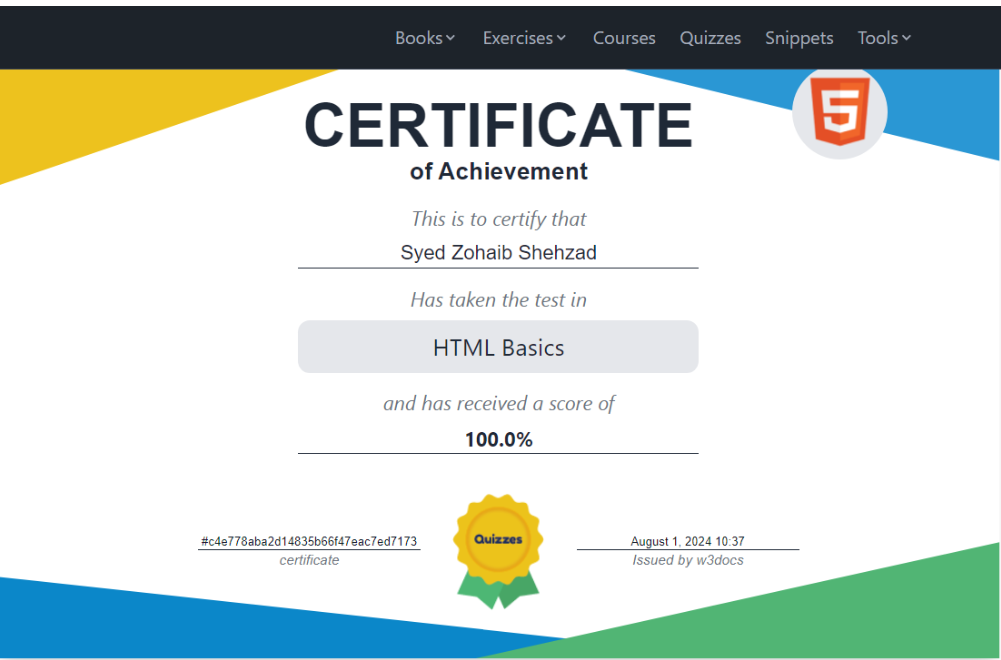 Books Exercises Courses Quizzes Snippets Tools
CERTIFICATE
of Achievement
This is to certify that
Syed Zohaib Shehzad
Has taken the test in
HTML Basics
and has received a score of
100.0%
Quizzes
#c4e778aba2d14835b66f47eac7ed7173
certificate
August 1, 2024 10:37
Issued by w3docs